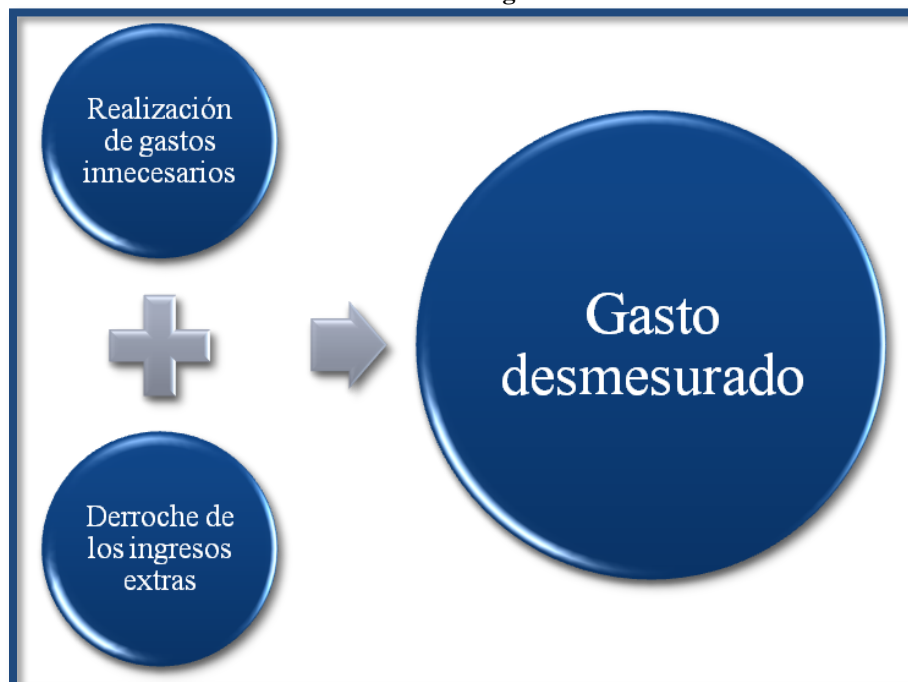 Realización
de gastos
innecesarios
Gasto
desmesurado
Derroche de
los ingresos
extras